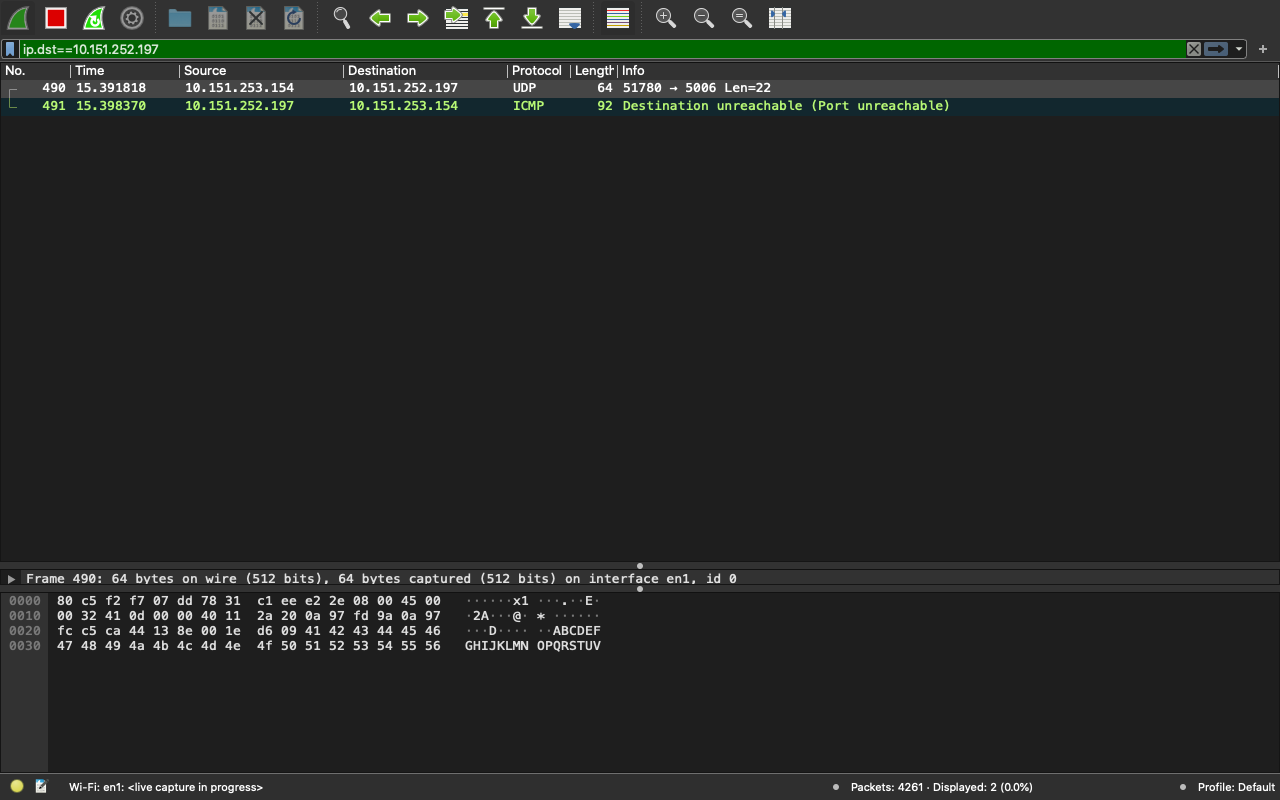 ip.dst==10.151.252.197
No. Time Source Destination Protocol Length Info
490 15.391818 10.151.253.154 10.151.252.197 UDP 64 51780 → 5006 Len=22
491 15.398370 10.151.252.197 10.151.253.154 ICMP 92 Destination unreachable (Port unreachable)
Frame 490: 64 bytes on wire (512 bits), 64 bytes captured (512 bits) on interface en1, id 0
0000 80 c5 f2 f7 07 dd 78 31 c1 ee e2 2e 08 00 45 00 ······x1 ···.··E·
0010 00 32 41 0d 00 00 40 11 2a 20 0a 97 fd 9a 0a 97 ·2A···@· * ······
0020 fc c5 ca 44 13 8e 00 1e d6 09 41 42 43 44 45 46 ···D···· ··ABCDEF
0030 47 48 49 4a 4b 4c 4d 4e 4f 50 51 52 53 54 55 56 GHIJKLMN OPQRSTUV
Wi-Fi: en1: <live capture in progress> Packets: 4261 · Displayed: 2 (0.0%) Profile: Default